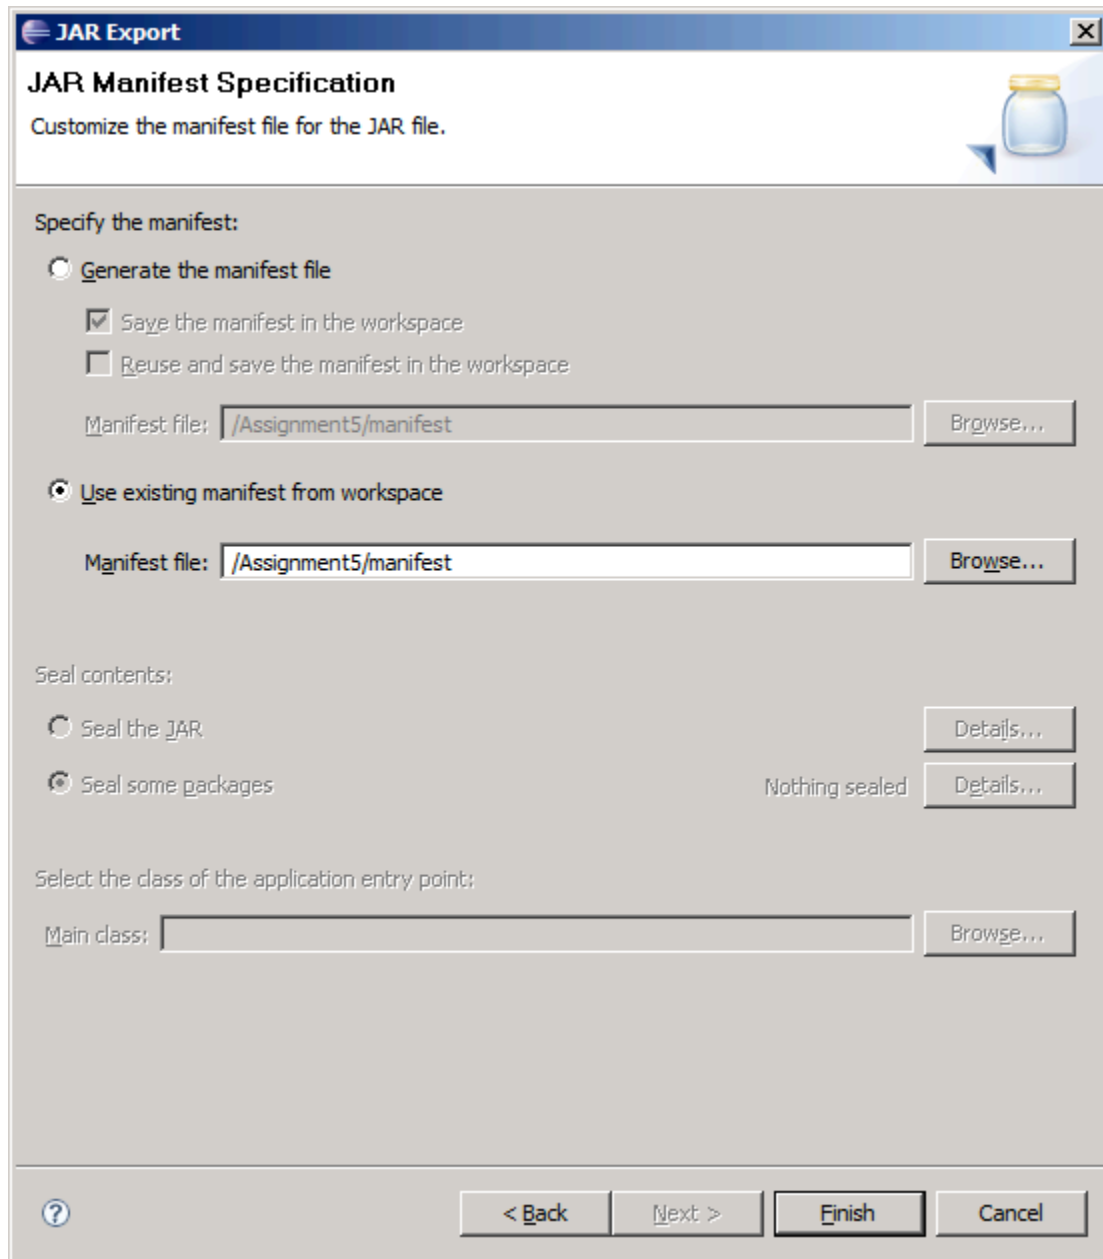 JAR Export
JAR Manifest Specification
Customize the manifest file for the JAR file.
Specify the manifest:
Generate the manifest file
Save the manifest in the workspace
Reuse and save the manifest in the workspace
Manifest file: /Assignment5/manifest Browse...
Use existing manifest from workspace
Manifest file: /Assignment5/manifest Browse...
Seal contents:
Seal the JAR Details...
Seal some packages Nothing sealed Details...
Select the class of the application entry point:
Main class: Browse...
? < Back Next > Finish Cancel